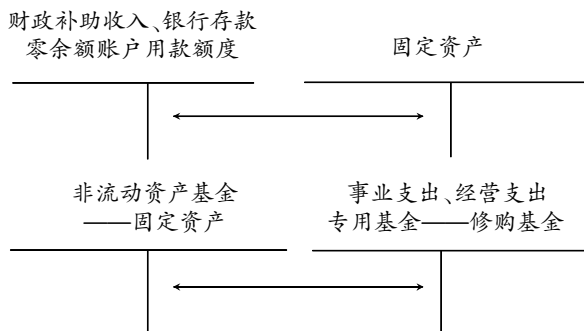 财政补助收入、银行存款
零余额账户用款额度
固定资产
非流动资产基金
——固定资产
事业支出、经营支出
专用基金——修购基金